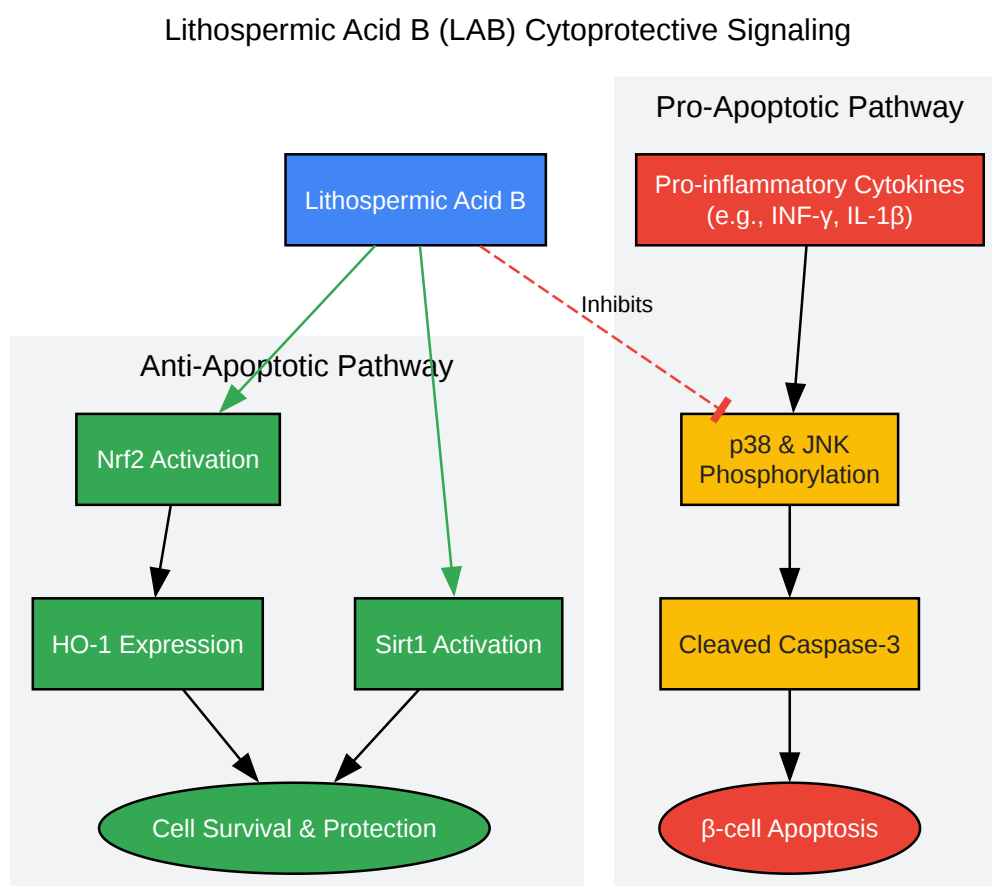 Lithospermic Acid B (LAB) Cytoprotective Signaling
Pro-Apoptotic Pathway
Lithospermic Acid B
Pro-inflammatory Cytokines
(e.g., INF-γ, IL-1β)
Inhibits
Anti-Apoptotic Pathway
Nrf2 Activation
p38 & JNK
Phosphorylation
HO-1 Expression
Sirt1 Activation
Cleaved Caspase-3
Cell Survival & Protection
β-cell Apoptosis